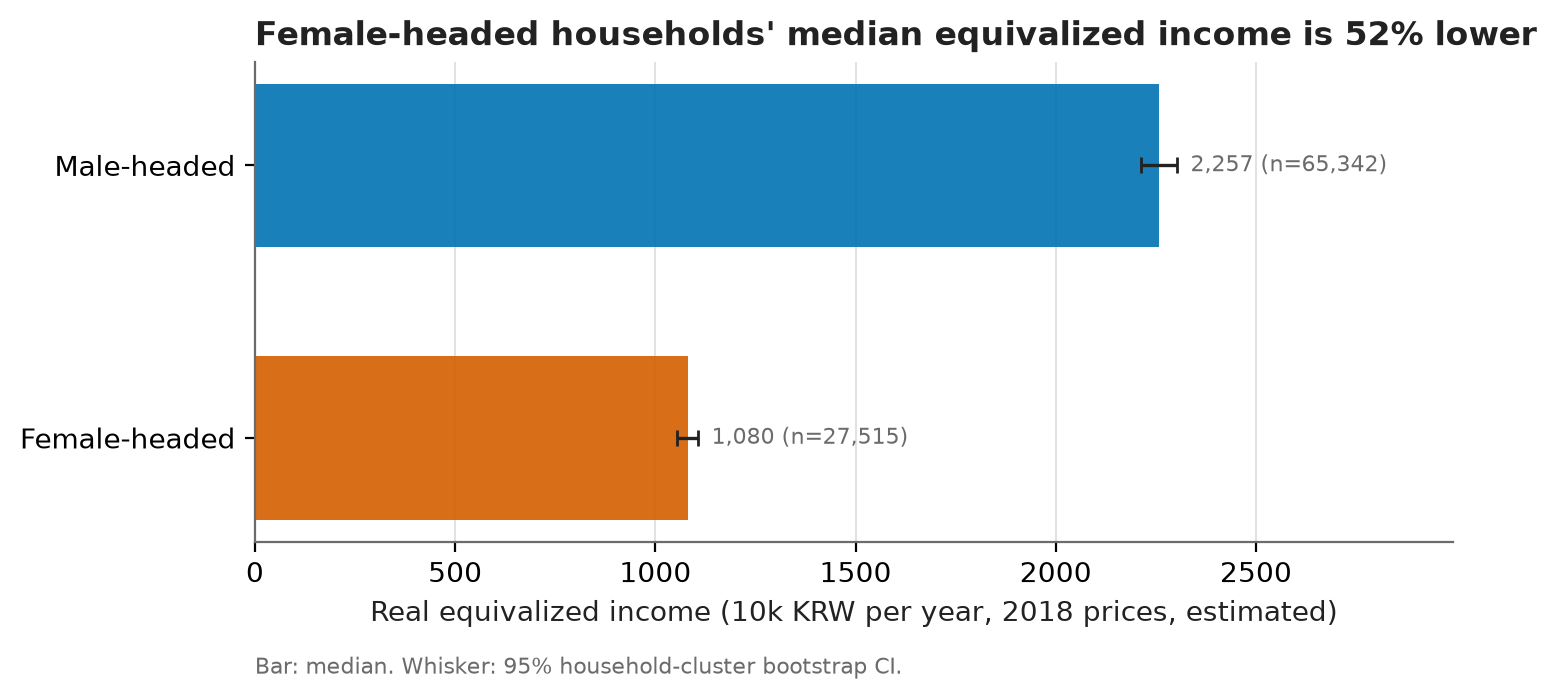 Female-headed households' median equivalized income is 52% lower
Male-headed
2,257 (n=65,342)
Female-headed
1,080 (n=27,515)
0 500 1000 1500 2000 2500
Real equivalized income (10k KRW per year, 2018 prices, estimated)
Bar: median. Whisker: 95% household-cluster bootstrap CI.